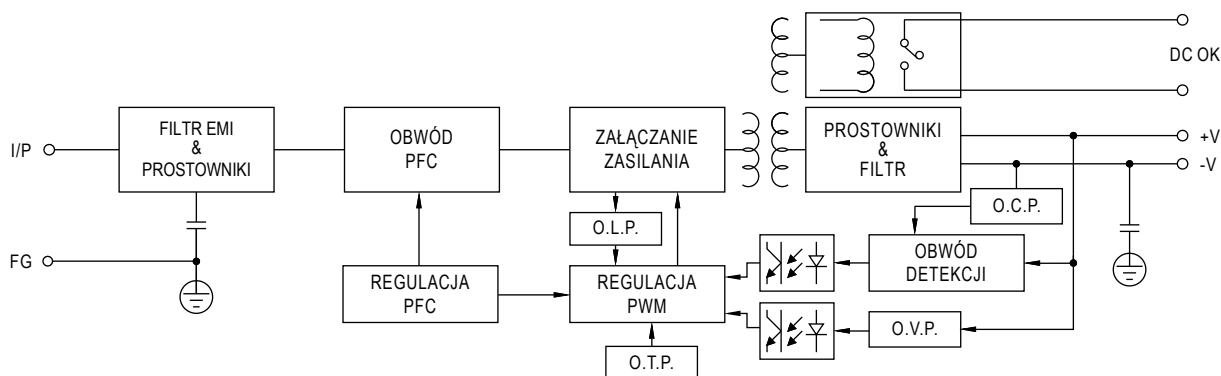 DC OK
FILTR EMI
&
PROSTOWNIKI
OBWÓD
PFC
ZAŁĄCZANIE
ZASILANIA
PROSTOWNIKI
&
FILTR
I/P
+V
-V
O.L.P.
O.C.P.
FG
REGULACJA
PFC
REGULACJA
PWM
OBWÓD
DETEKCJI
O.V.P.
O.T.P.